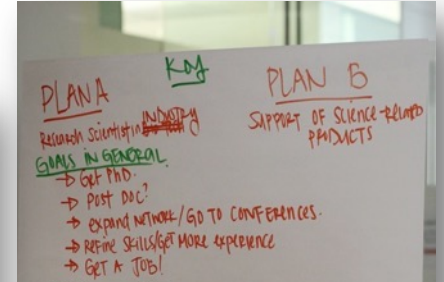 Kay
PLAN A
Research Scientist in INDUSTRY
GOALS IN GENERAL
→ Get PhD.
→ POST DOC?
→ EXPAND NETWORK/GO TO CONFERENCES.
→ REFINE SKILLS/GET MORE EXPERIENCE
→ GET A JOB!
PLAN B
SUPPORT OF SCIENCE-RELATED
PRODUCTS